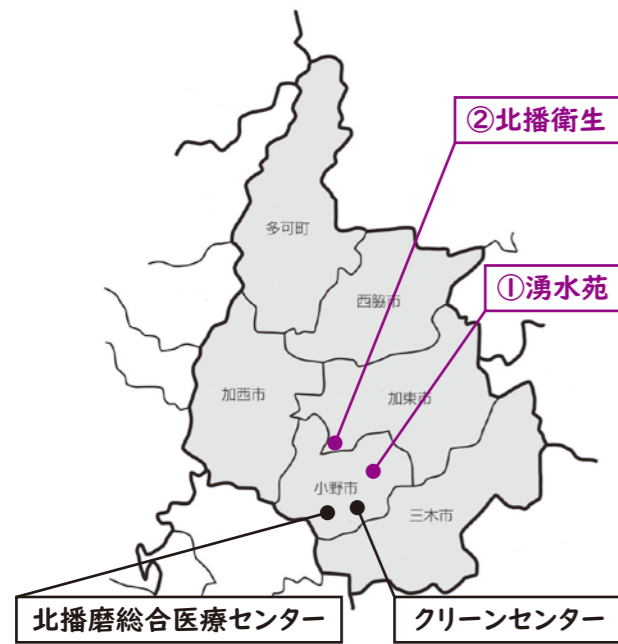 ②北播衛生
多可町
西脇市
①湧水苑
加西市
加東市
小野市
三木市
北播磨総合医療センター
クリーンセンター